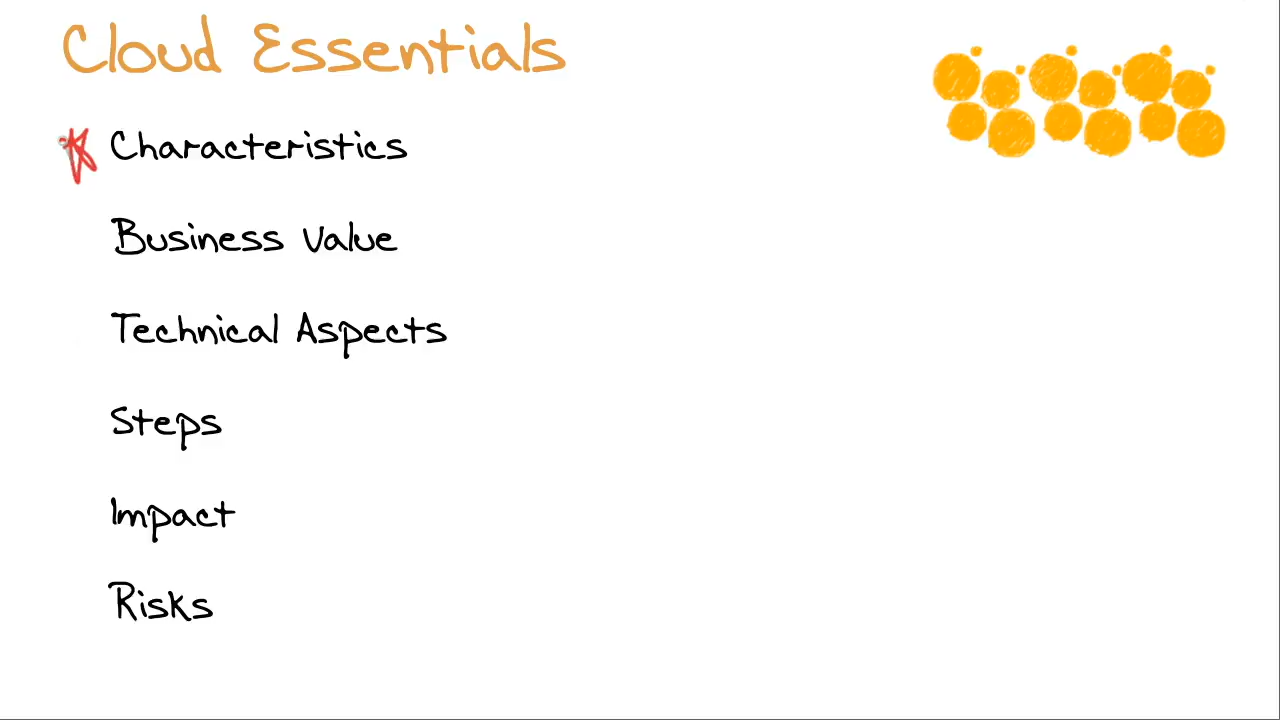 Cloud Essentials
Characteristics
Business Value
Technical Aspects
Steps
Impact
Risks